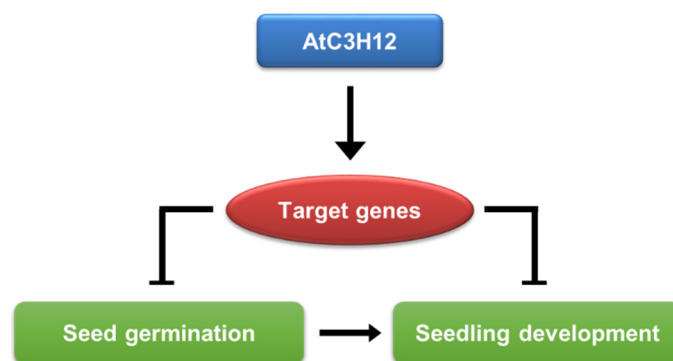 AtC3H12
Target genes
Seed germination
Seedling development